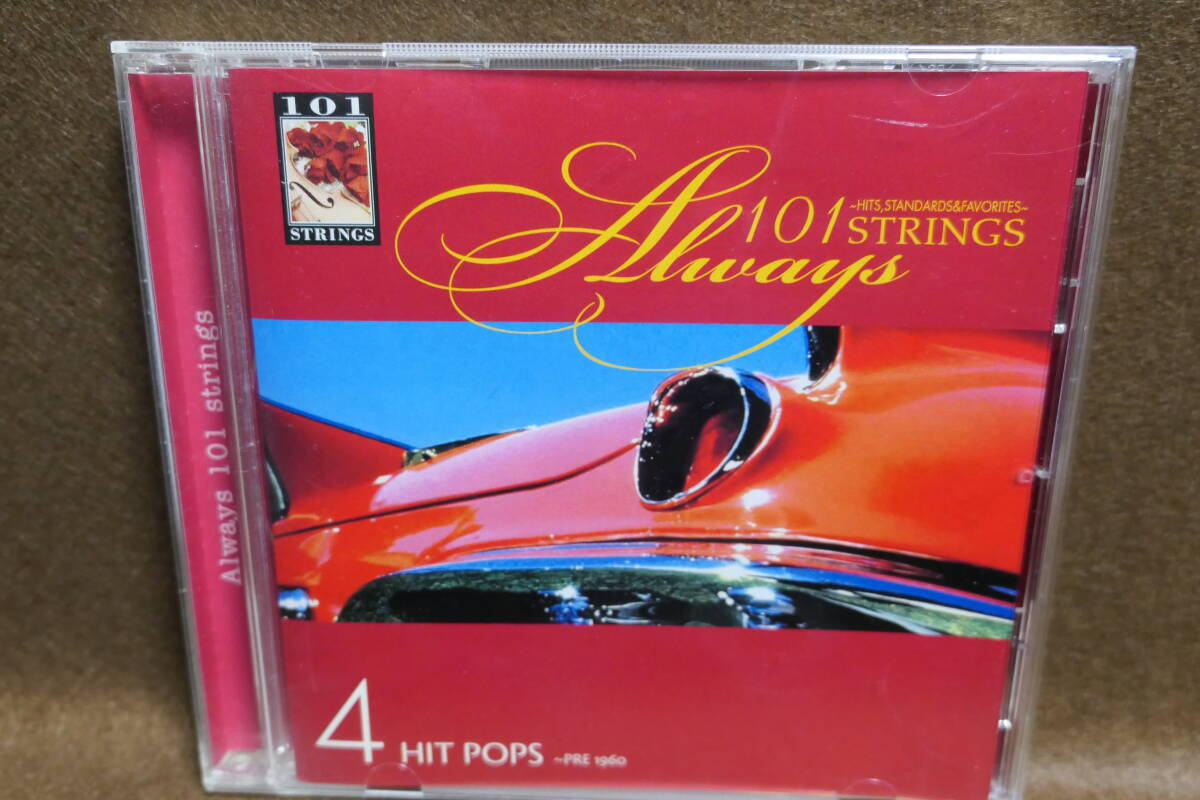 101
STRINGS
~HITS,STANDARDS&FAVORITES~
101 STRINGS
Always
Always 101 strings
4 HIT POPS ~PRE 1960